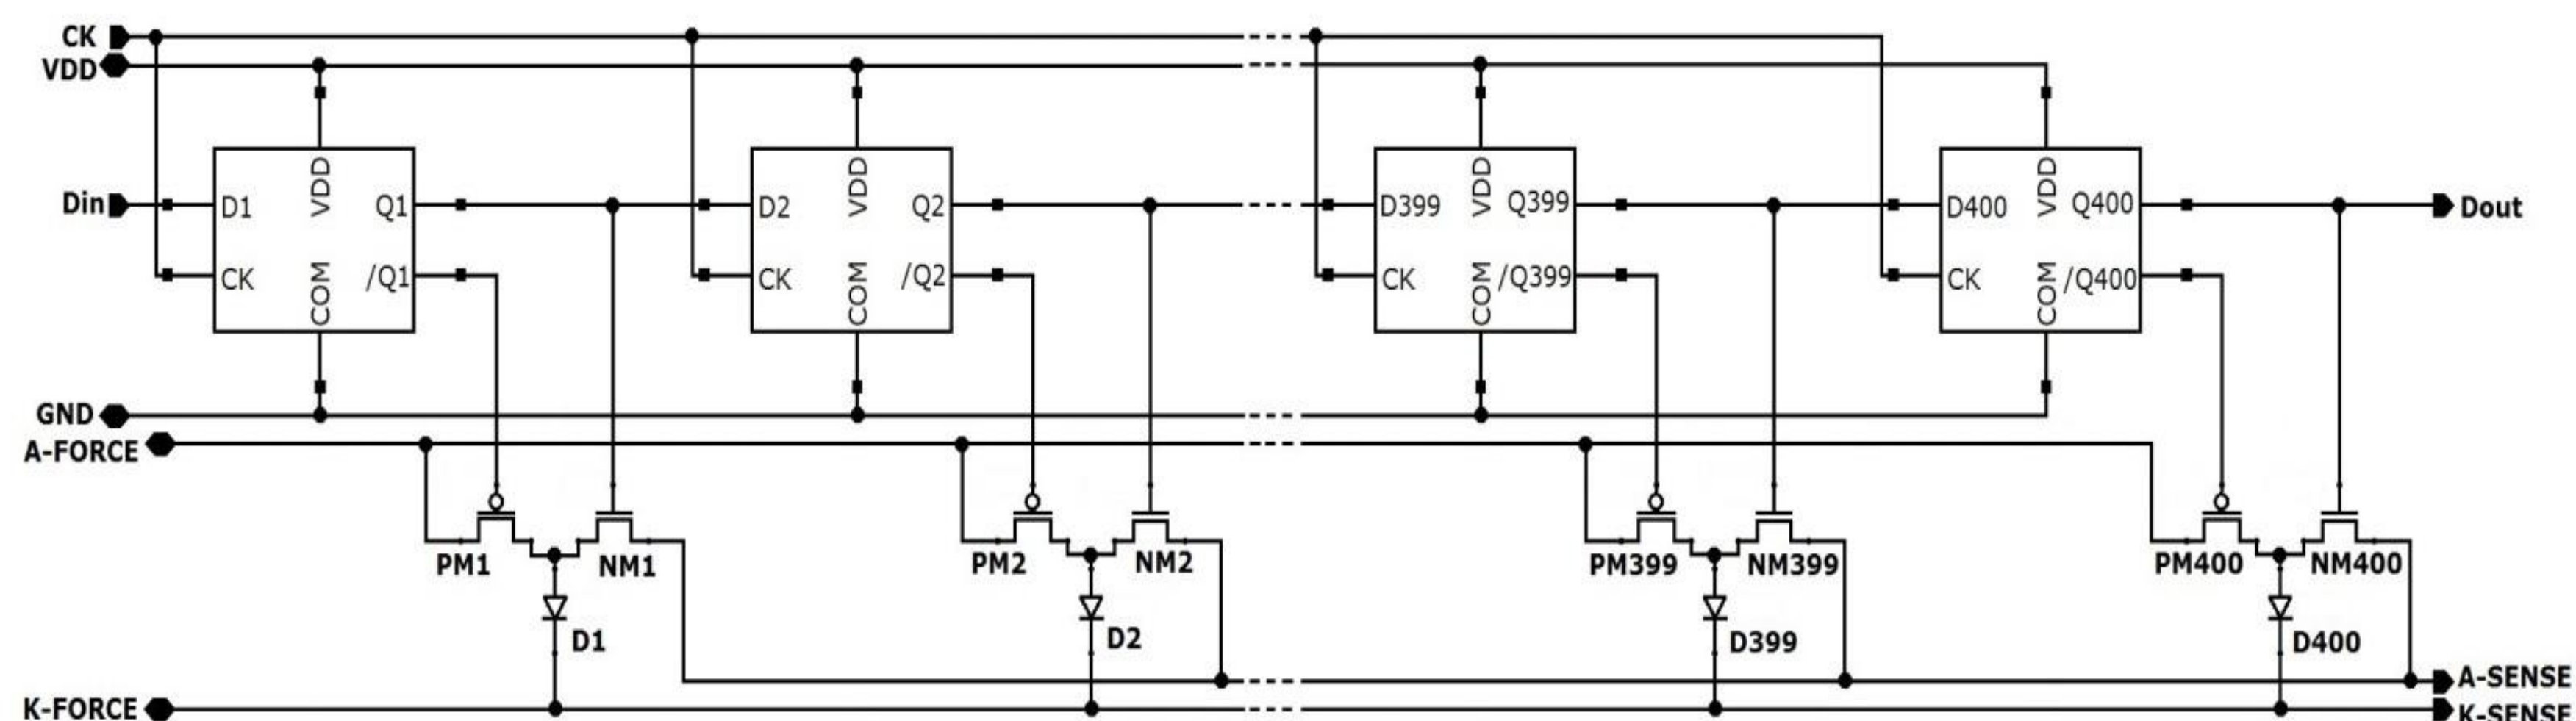 CK
VDD
Din
D1 VDD Q1
CK COM /Q1
D2 VDD Q2
CK COM /Q2
D399 VDD Q399
CK COM /Q399
D400 VDD Q400
CK COM /Q400
Dout
GND
A-FORCE
PM1 NM1
PM2 NM2
PM399 NM399
PM400 NM400
D1
D2
D399
D400
A-SENSE
K-FORCE
K-SENSE